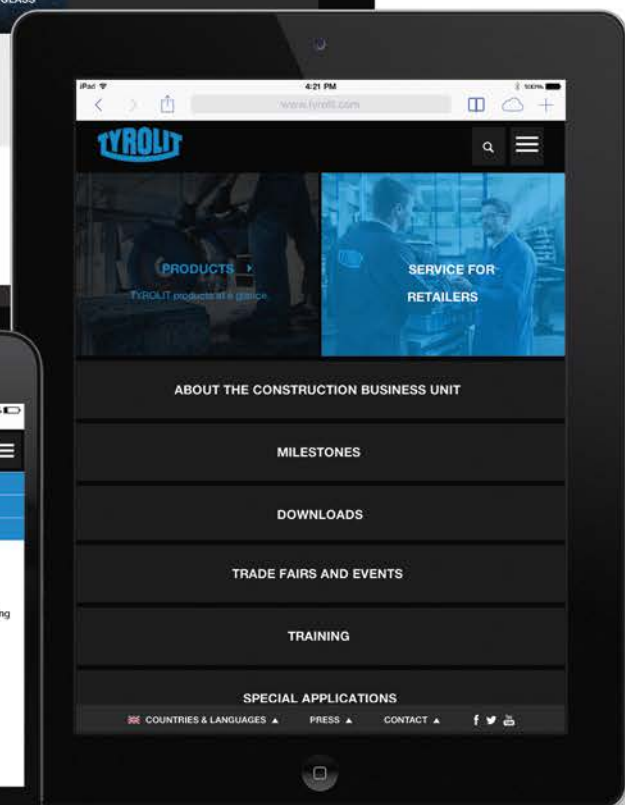 GLASS
iPad
4:21 PM
100%
www.tyrolit.com
TYROLIT
PRODUCTS
TYROLIT products at a glance.
SERVICE FOR
RETAILERS
ABOUT THE CONSTRUCTION BUSINESS UNIT
MILESTONES
DOWNLOADS
TRADE FAIRS AND EVENTS
TRAINING
SPECIAL APPLICATIONS
COUNTRIES & LANGUAGES ▲ PRESS ▲ CONTACT ▲